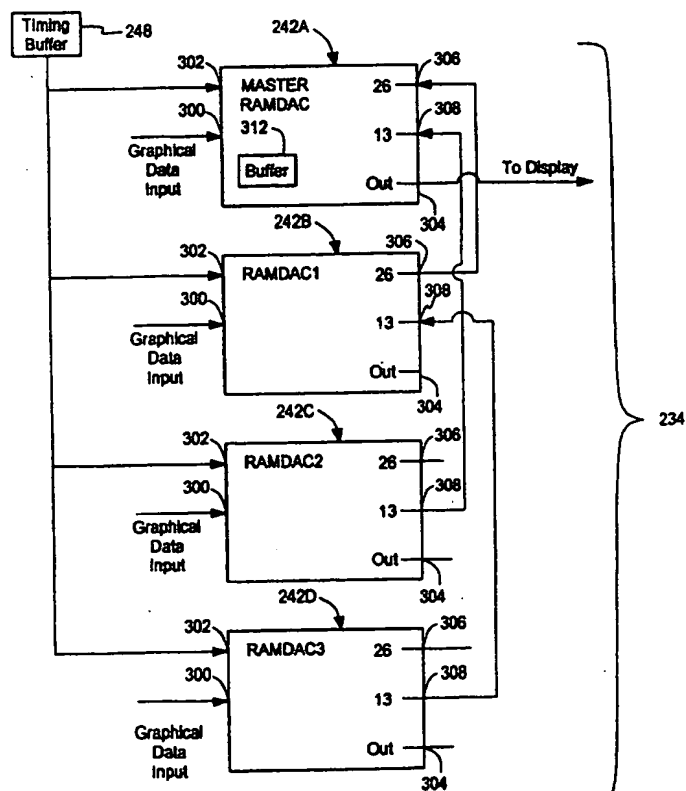 Timing
Buffer
248
242A
302
MASTER
RAMDAC
26
306
300
312
13
308
Graphical
Data
Input
Buffer
Out
To Display
304
242B
302
RAMDAC1
26
306
300
308
13
Graphical
Data
Input
Out
304
234
242C
302
RAMDAC2
26
306
300
308
13
Graphical
Data
Input
Out
304
242D
302
RAMDAC3
26
306
300
308
13
Graphical
Data
Input
Out
304